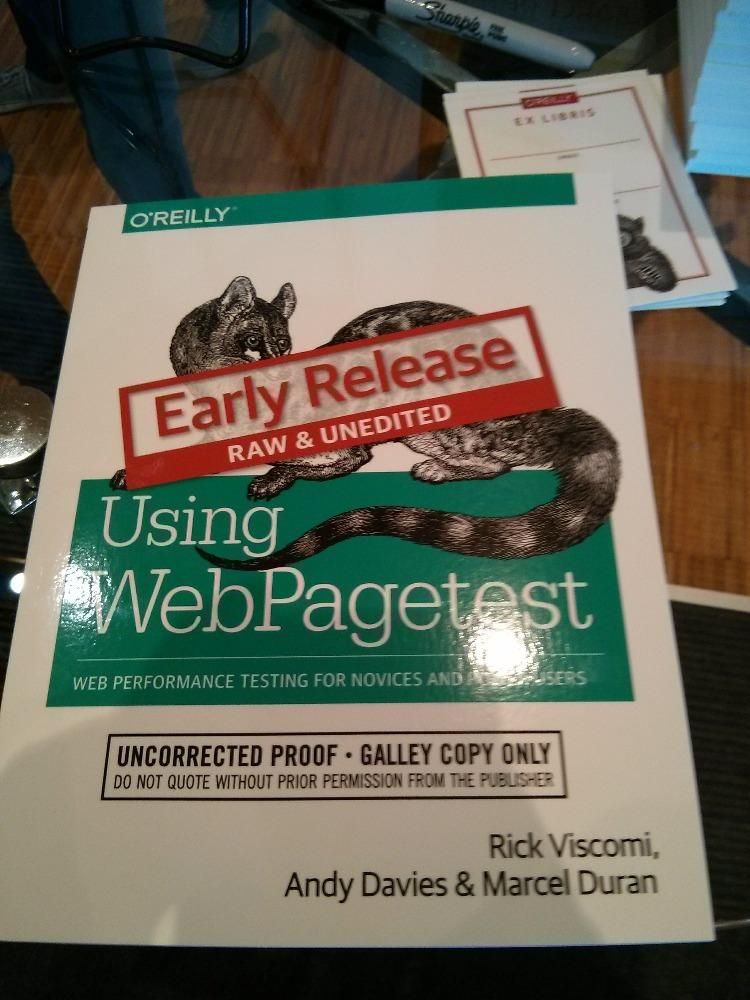 Sharpie
O'REILLY
EX LIBRIS
O'REILLY®
Early Release
RAW & UNEDITED
Using
WebPagetest
WEB PERFORMANCE TESTING FOR NOVICES AND USERS
UNCORRECTED PROOF • GALLEY COPY ONLY
DO NOT QUOTE WITHOUT PRIOR PERMISSION FROM THE PUBLISHER
Rick Viscomi,
Andy Davies & Marcel Duran